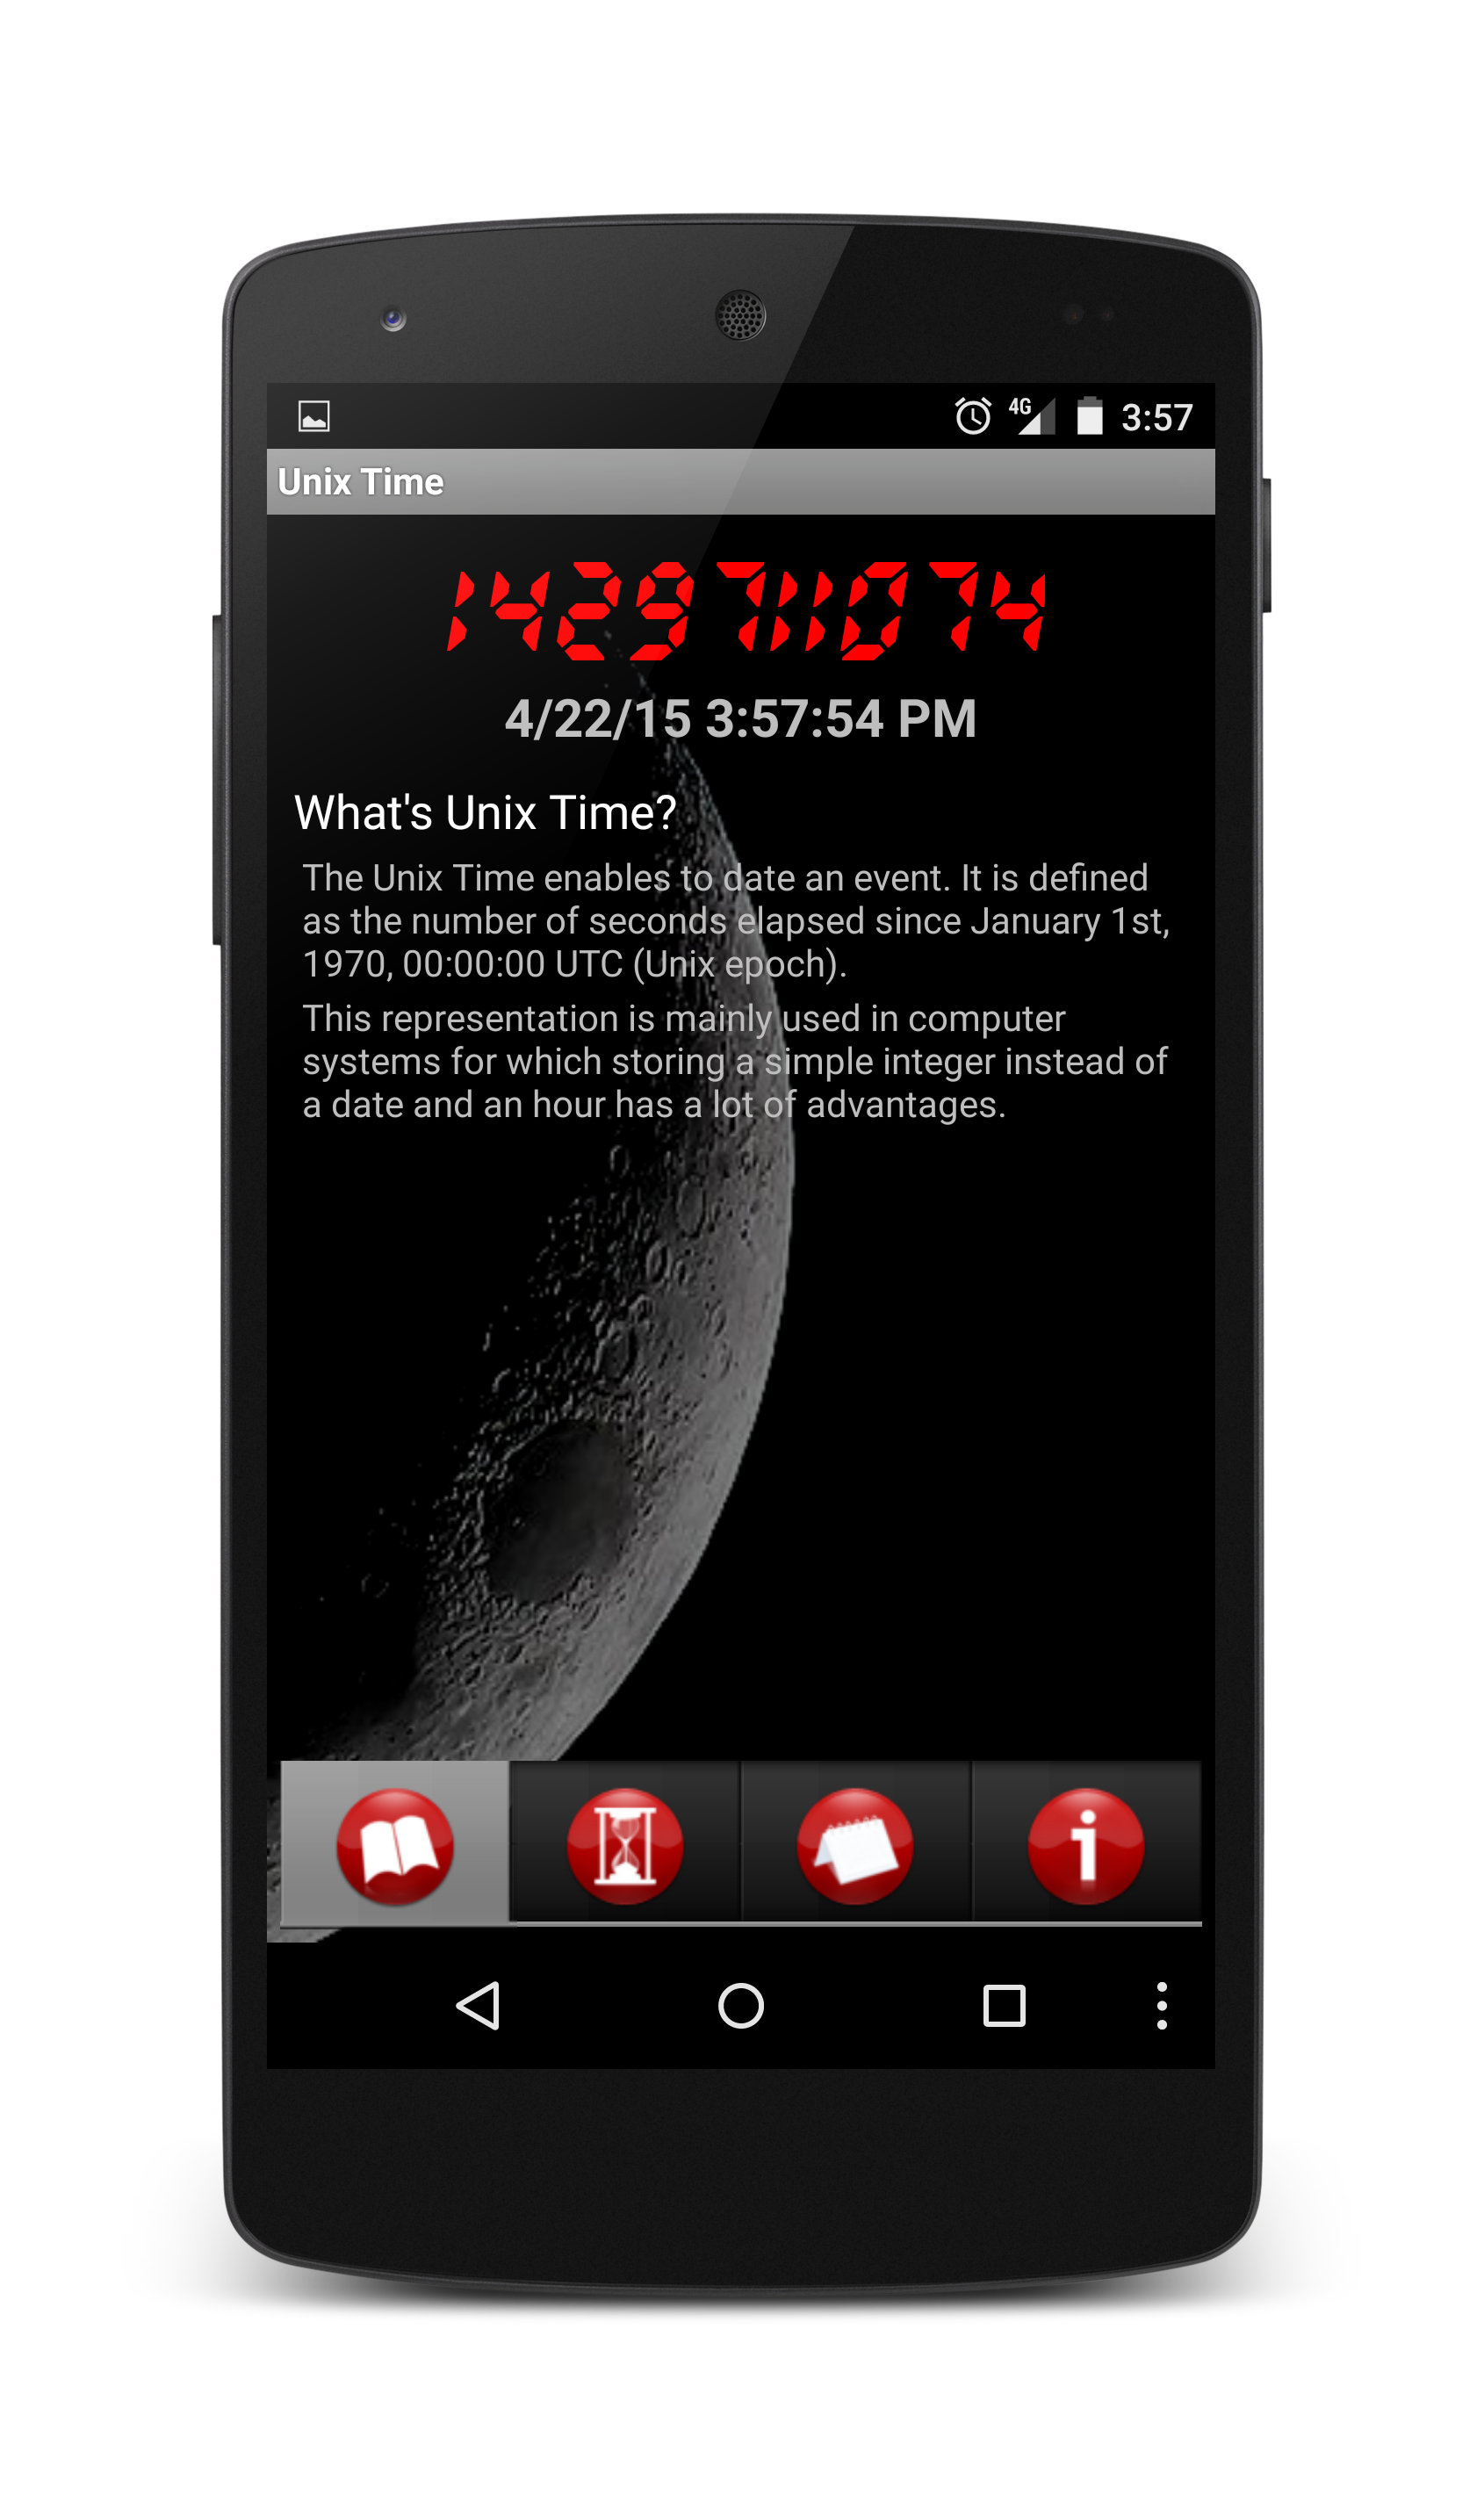 4G 3:57
Unix Time
1429711074
4/22/15 3:57:54 PM
What's Unix Time?
The Unix Time enables to date an event. It is defined
as the number of seconds elapsed since January 1st,
1970, 00:00:00 UTC (Unix epoch).
This representation is mainly used in computer
systems for which storing a simple integer instead of
a date and an hour has a lot of advantages.